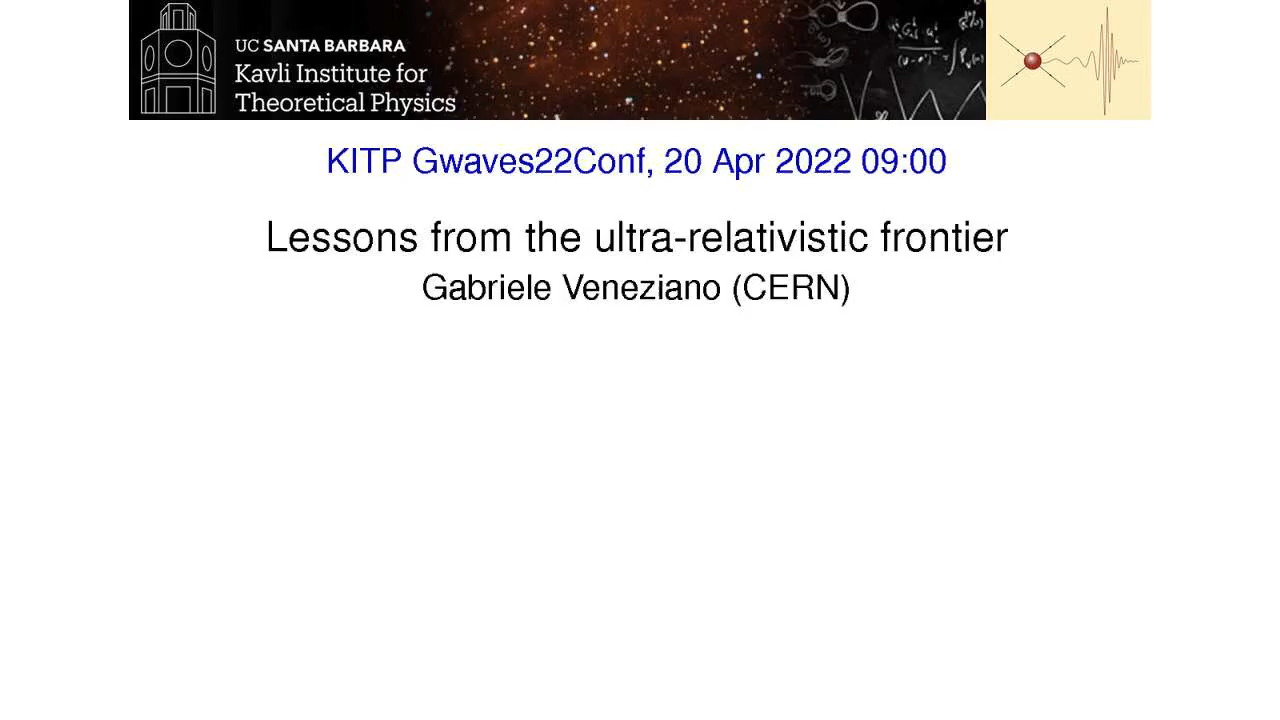 UC SANTA BARBARA
Kavli Institute for
Theoretical Physics
KITP Gwaves22Conf, 20 Apr 2022 09:00
Lessons from the ultra-relativistic frontier
Gabriele Veneziano (CERN)